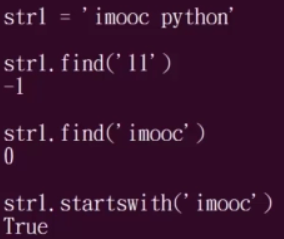 str1 = 'imooc python'
str1.find('11')
-1
str1.find('imooc')
0
str1.startswith('imooc')
True